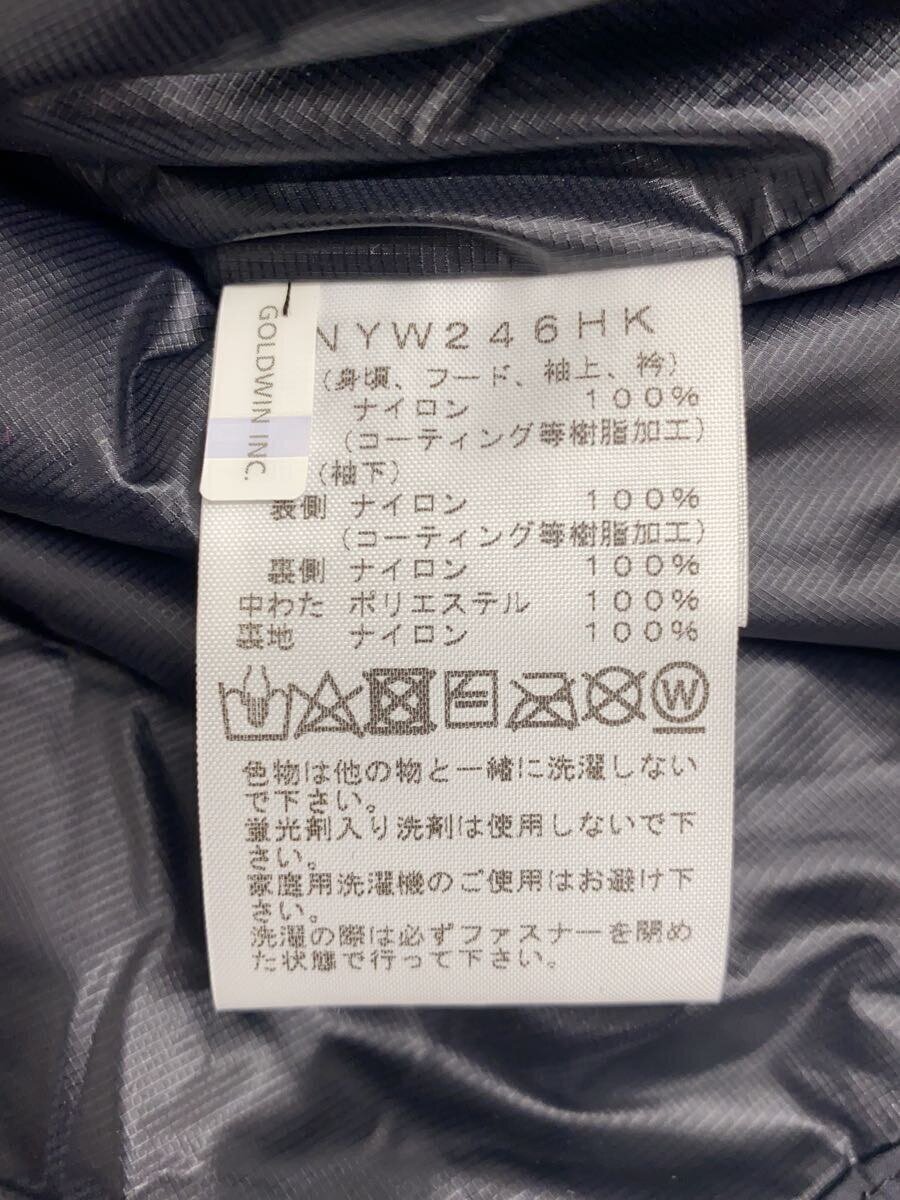 GOLDWIN INC.
NYW246HK
(身頃、フード、袖上、衿)
ナイロン 100%
(コーティング等樹脂加工)
(袖下)
表側 ナイロン 100%
(コーティング等樹脂加工)
裏側 ナイロン 100%
中わた ポリエステル 100%
裏地 ナイロン 100%
W
色物は他の物と一緒に洗濯しない
で下さい。
蛍光剤入り洗剤は使用しないで下
さい。
家庭用洗濯機のご使用はお避け下
さい。
洗濯の際は必ずファスナーを閉め
た状態で行って下さい。